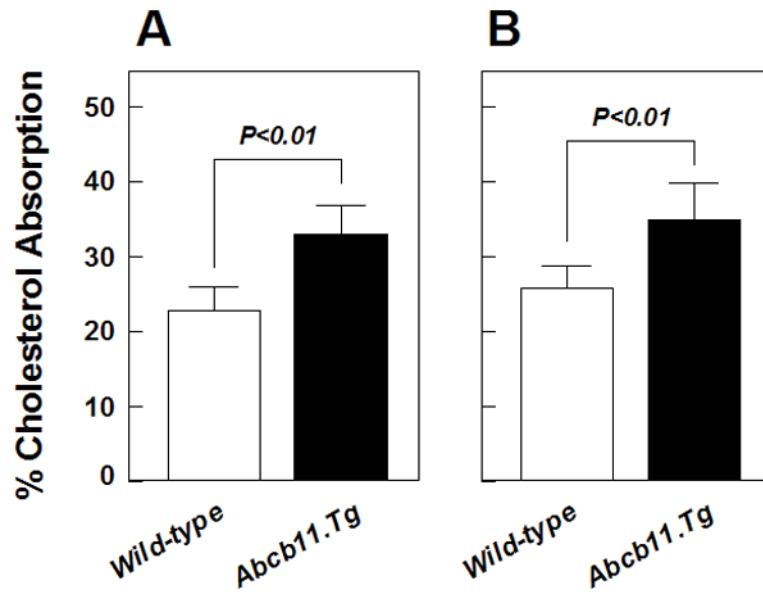 A
B
% Cholesterol Absorption
50
40
30
20
10
0
P<0.01
P<0.01
Wild-type
Abcb11.Tg
Wild-type
Abcb11.Tg